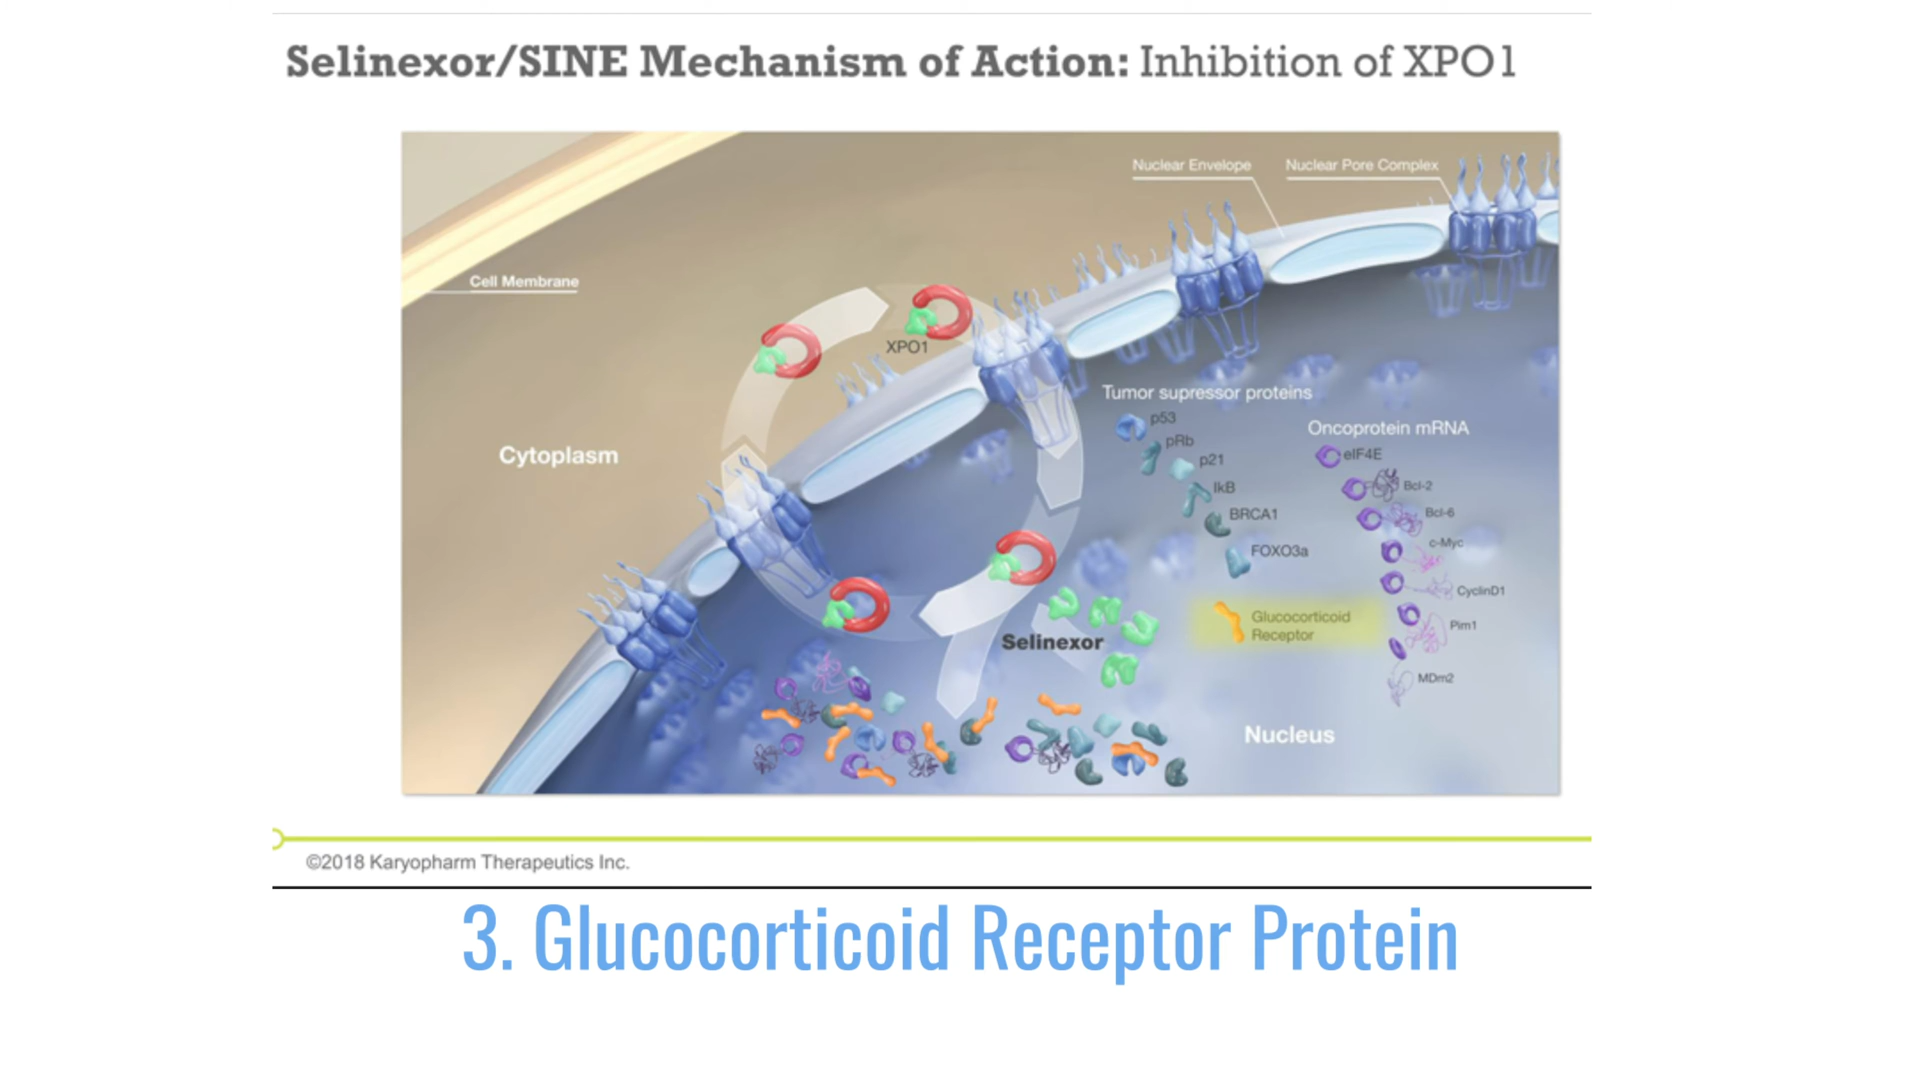 Selinexor/SINE Mechanism of Action: Inhibition of XPO1
Nuclear Envelope
Nuclear Pore Complex
Cell Membrane
XPO1
Cytoplasm
Tumor supressor proteins
p53
pRb
p21
IkB
BRCA1
FOXO3a
Oncoprotein mRNA
eIF4E
Bcl-2
Bcl-6
c-Myc
CyclinD1
Pim1
MDm2
Glucocorticoid
Receptor
Selinexor
Nucleus
©2018 Karyopharm Therapeutics Inc.
3. Glucocorticoid Receptor Protein